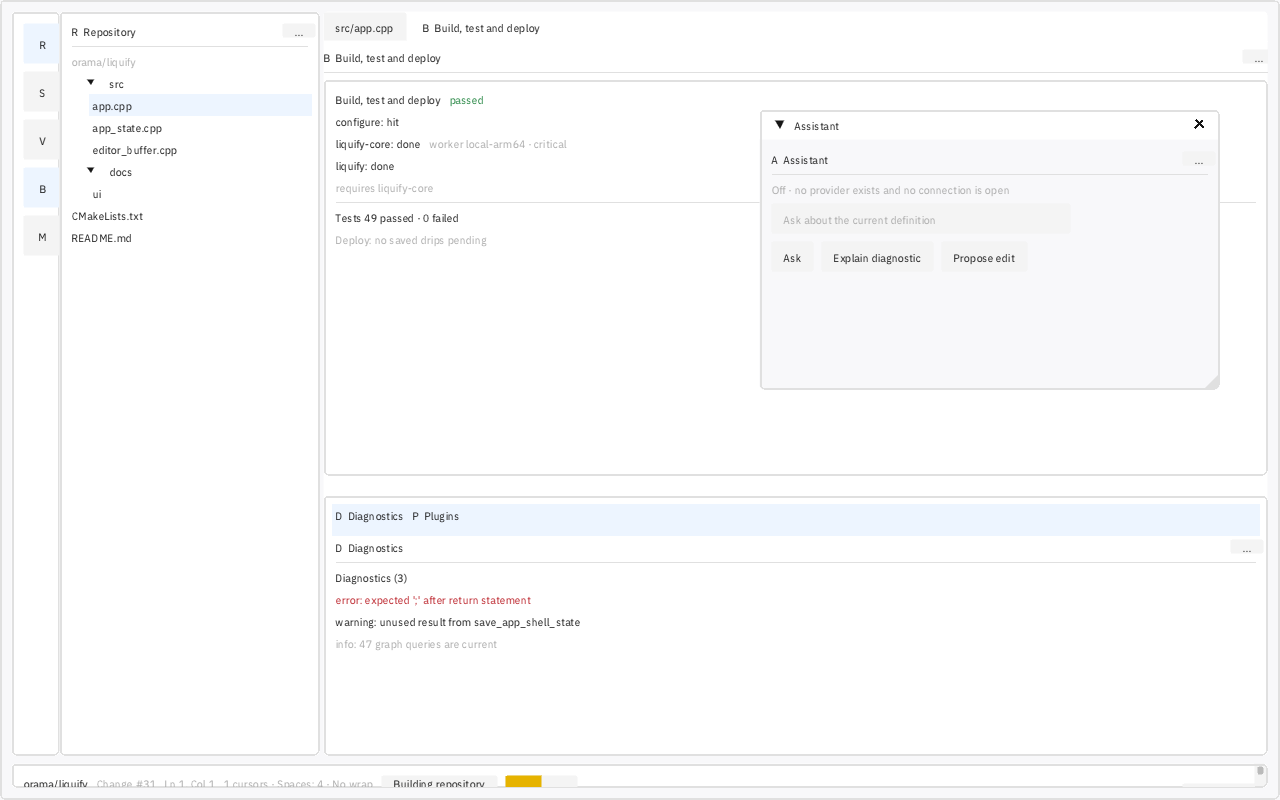 R
S
V
B
M
R Repository ...
orama/liquify
src
app.cpp
app_state.cpp
editor_buffer.cpp
docs
ui
CMakeLists.txt
README.md
src/app.cpp B Build, test and deploy
B Build, test and deploy ...
Build, test and deploy passed
configure: hit
liquify-core: done worker local-arm64 · critical
liquify: done
requires liquify-core
Tests 49 passed · 0 failed
Deploy: no saved drips pending
Assistant
A Assistant ...
Off · no provider exists and no connection is open
Ask about the current definition
Ask Explain diagnostic Propose edit
D Diagnostics P Plugins
D Diagnostics ...
Diagnostics (3)
error: expected ';' after return statement
warning: unused result from save_app_shell_state
info: 47 graph queries are current
orama/liquify Change #31 Ln 1, Col 1 1 cursors · Spaces: 4 · No wrap Building repository